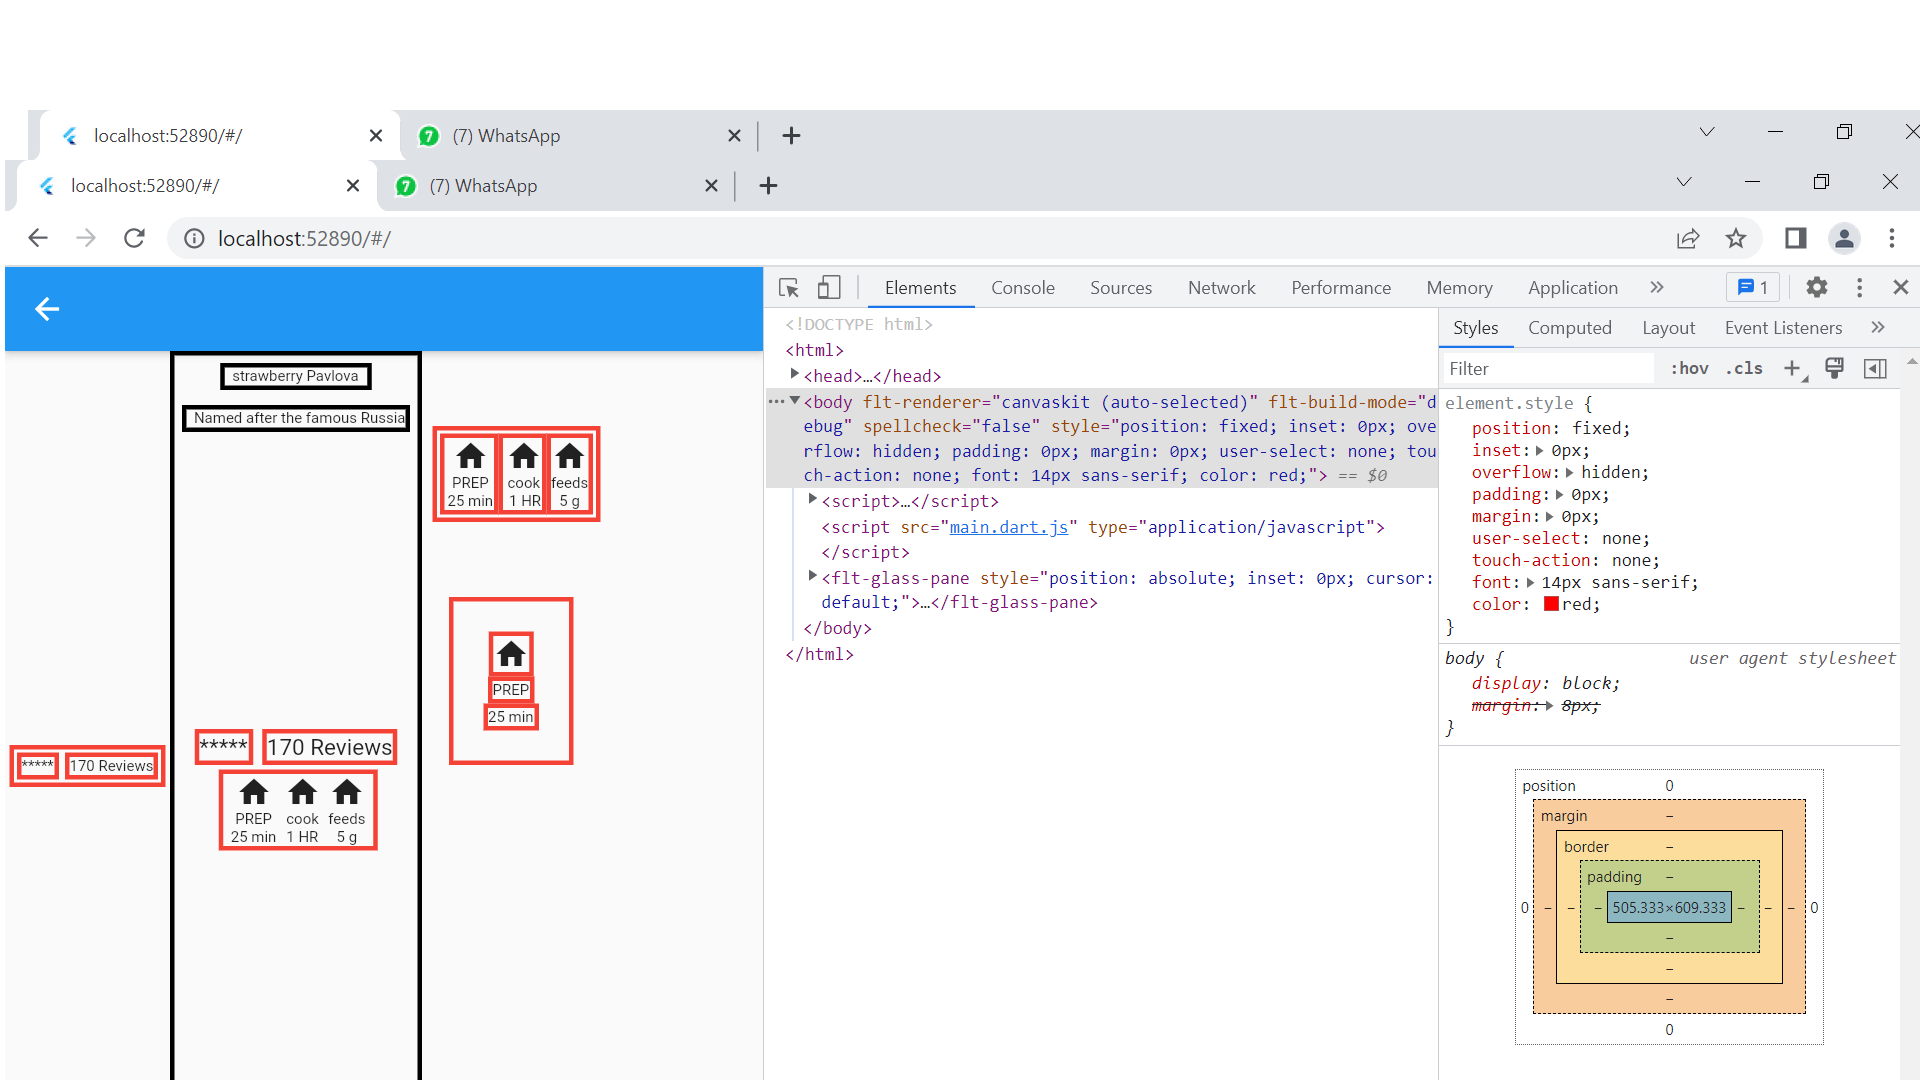 localhost:52890/#/
7 (7) WhatsApp
localhost:52890/#/
7 (7) WhatsApp
localhost:52890/#/
strawberry Pavlova
Named after the famous Russia
PREP cook feeds
25 min 1 HR 5 g
PREP
25 min
***** 170 Reviews
***** 170 Reviews
PREP cook feeds
25 min 1 HR 5 g
Elements Console Sources Network Performance Memory Application » 1
<!DOCTYPE html>
<html>
<head>…</head>
<body flt-renderer="canvaskit (auto-selected)" flt-build-mode="d
ebug" spellcheck="false" style="position: fixed; inset: 0px; ove
rflow: hidden; padding: 0px; margin: 0px; user-select: none; tou
ch-action: none; font: 14px sans-serif; color: red;"> == $0
<script>…</script>
<script src="main.dart.js" type="application/javascript">
</script>
<flt-glass-pane style="position: absolute; inset: 0px; cursor:
default;">…</flt-glass-pane>
</body>
</html>
Styles Computed Layout Event Listeners »
Filter :hov .cls +
element.style {
position: fixed;
inset: 0px;
overflow: hidden;
padding: 0px;
margin: 0px;
user-select: none;
touch-action: none;
font: 14px sans-serif;
color: red;
}
body { user agent stylesheet
display: block;
margin: 8px;
}
position 0
margin –
border –
padding –
0 – – – 505.333×609.333 – – – 0
–
–
–
0